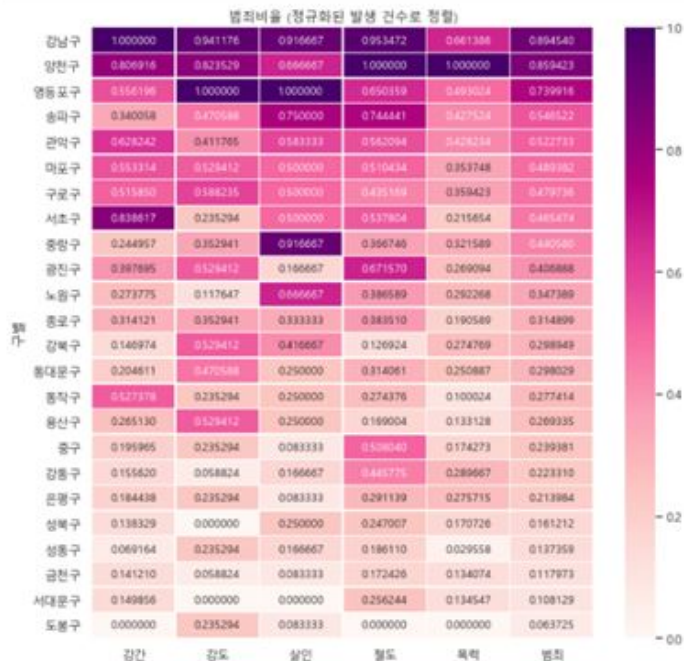 범죄비율 (정규화된 발생 건수로 정렬)
강남구 1.000000 0.941176 0.916667 0.953472 0.661386 0.894540
양천구 0.806916 0.823529 0.666667 1.000000 1.000000 0.859423
영등포구 0.556196 1.000000 1.000000 0.650359 0.493024 0.739916
송파구 0.340058 0.470588 0.750000 0.744441 0.427524 0.546522
관악구 0.628242 0.411765 0.583333 0.562094 0.428234 0.522733
마포구 0.553314 0.529412 0.500000 0.510434 0.353748 0.489382
구로구 0.515850 0.588235 0.500000 0.435169 0.359423 0.479736
서초구 0.838617 0.235294 0.500000 0.537804 0.215654 0.465474
중랑구 0.244957 0.352941 0.916667 0.366746 0.321589 0.440580
광진구 0.397695 0.529412 0.166667 0.671570 0.269094 0.406888
노원구 0.273775 0.117647 0.666667 0.386589 0.292268 0.347389
종로구 0.314121 0.352941 0.333333 0.383510 0.190589 0.314899
강북구 0.146974 0.529412 0.416667 0.126924 0.274769 0.298949
동대문구 0.204611 0.470588 0.250000 0.314061 0.250887 0.298029
동작구 0.527378 0.235294 0.250000 0.274376 0.100024 0.277414
용산구 0.265130 0.529412 0.250000 0.169004 0.133128 0.269335
중구 0.195965 0.235294 0.083333 0.508040 0.174273 0.239381
강동구 0.155620 0.058824 0.166667 0.445775 0.289667 0.223310
은평구 0.184438 0.235294 0.083333 0.291139 0.275715 0.213984
성북구 0.138329 0.000000 0.250000 0.247007 0.170726 0.161212
성동구 0.069164 0.235294 0.166667 0.186110 0.029558 0.137359
금천구 0.141210 0.058824 0.083333 0.172426 0.134074 0.117973
서대문구 0.149856 0.000000 0.000000 0.256244 0.134547 0.108129
도봉구 0.000000 0.235294 0.083333 0.000000 0.000000 0.063725
구별
강간 강도 살인 절도 폭력 범죄
1.0
0.8
0.6
0.4
0.2
0.0